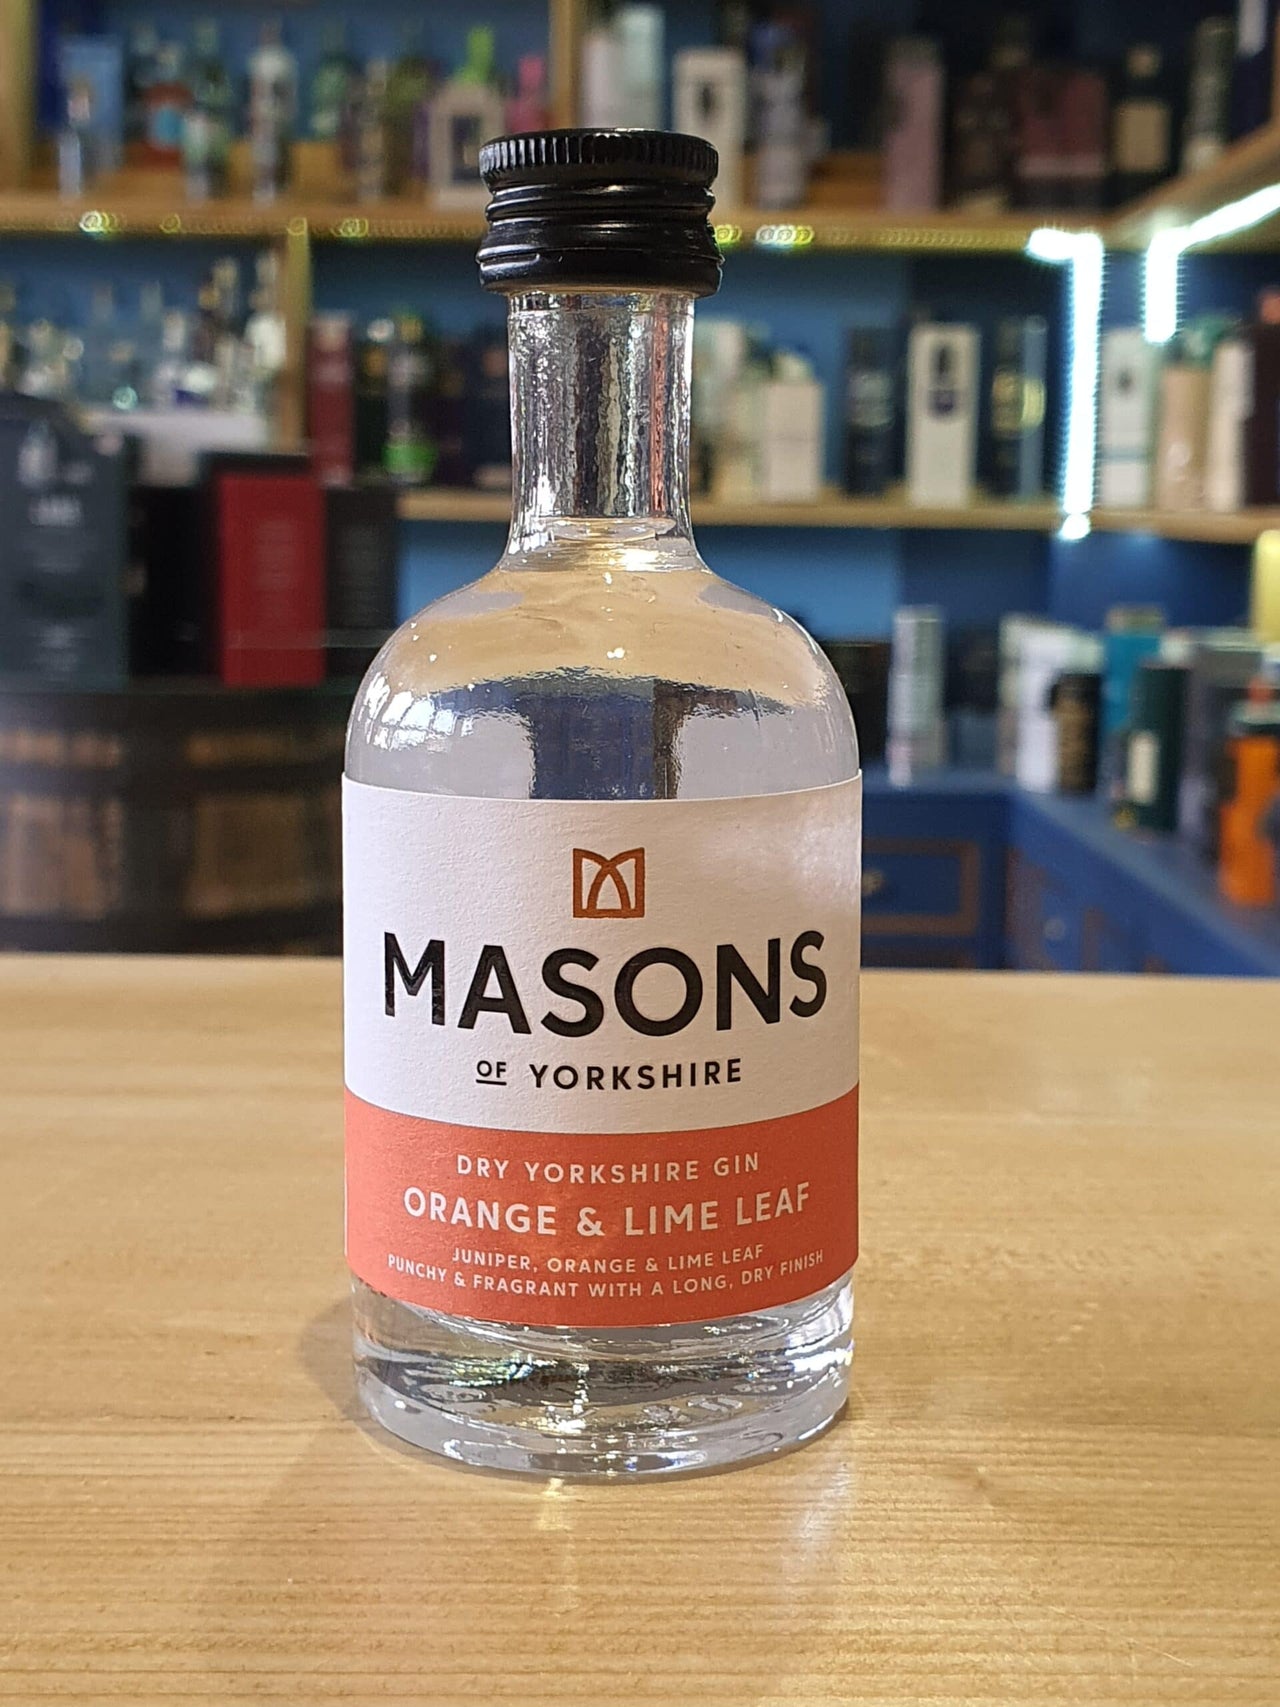 MASONS
OF YORKSHIRE
DRY YORKSHIRE GIN
ORANGE & LIME LEAF
JUNIPER, ORANGE & LIME LEAF
PUNCHY & FRAGRANT WITH A LONG, DRY FINISH